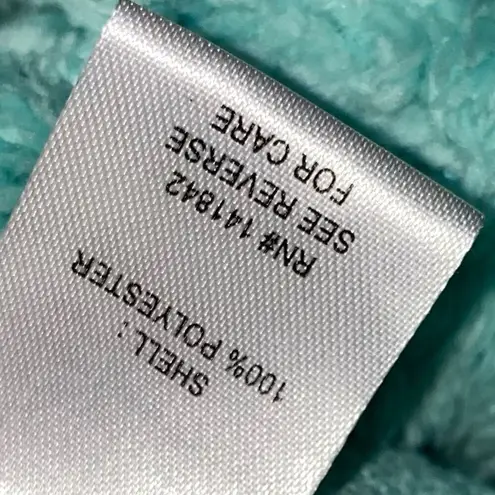 SHELL :
100% POLYESTER
RN# 141842
SEE REVERSE
FOR CARE